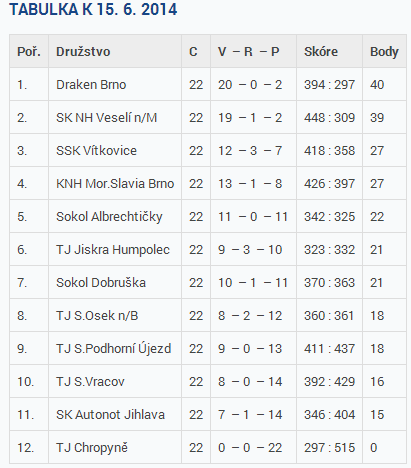 TABULKA K 15. 6. 2014
Poř. Družstvo C V – R – P Skóre Body
1. Draken Brno 22 20 – 0 – 2 394 : 297 40
2. SK NH Veselí n/M 22 19 – 1 – 2 448 : 309 39
3. SSK Vítkovice 22 12 – 3 – 7 418 : 358 27
4. KNH Mor.Slavia Brno 22 13 – 1 – 8 426 : 397 27
5. Sokol Albrechtičky 22 11 – 0 – 11 342 : 325 22
6. TJ Jiskra Humpolec 22 9 – 3 – 10 323 : 332 21
7. Sokol Dobruška 22 10 – 1 – 11 370 : 363 21
8. TJ S.Osek n/B 22 8 – 2 – 12 360 : 361 18
9. TJ S.Podhorní Újezd 22 9 – 0 – 13 411 : 437 18
10. TJ S.Vracov 22 8 – 0 – 14 392 : 429 16
11. SK Autonot Jihlava 22 7 – 1 – 14 346 : 404 15
12. TJ Chropyně 22 0 – 0 – 22 297 : 515 0